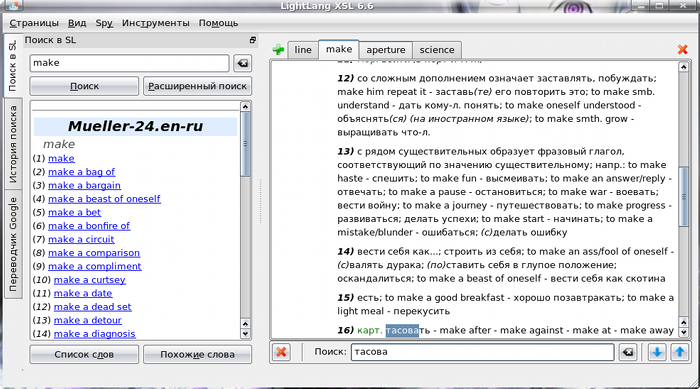 LightLang XSL 6.6
Страницы Вид Spy Инструменты Помощь
Поиск в SL
Поиск в SL
История поиска
Переводчик Google
make
Поиск Расширенный поиск
Mueller-24.en-ru
make
(1) make
(2) make a bag of
(3) make a bargain
(4) make a beast of oneself
(5) make a bet
(6) make a bonfire of
(7) make a circuit
(8) make a comparison
(9) make a compliment
(10) make a curtsey
(11) make a date
(12) make a dead set
(13) make a detour
(14) make a diagnosis
Список слов Похожие слова
line make aperture science
12) со сложным дополнением означает заставлять, побуждать;
make him repeat it - заставь(те) его повторить это; to make smb.
understand - дать кому-л. понять; to make oneself understood -
объяснять(ся) (на иностранном языке); to make smth. grow -
выращивать что-л.
13) с рядом существительных образует фразовый глагол,
соответствующий по значению существительному; напр.: to make
haste - спешить; to make fun - высмеивать; to make an answer/reply -
отвечать; to make a pause - остановиться; to make war - воевать;
вести войну; to make a journey - путешествовать; to make progress -
развиваться; делать успехи; to make start - начинать; to make a
mistake/blunder - ошибаться; (с)делать ошибку
14) вести себя как...; строить из себя; to make an ass/fool of oneself -
(с)валять дурака; (по)ставить себя в глупое положение;
оскандалиться; to make a beast of oneself - вести себя как скотина
15) есть; to make a good breakfast - хорошо позавтракать; to make a
light meal - перекусить
16) карт. тасовать - make after - make against - make at - make away
Поиск: тасова